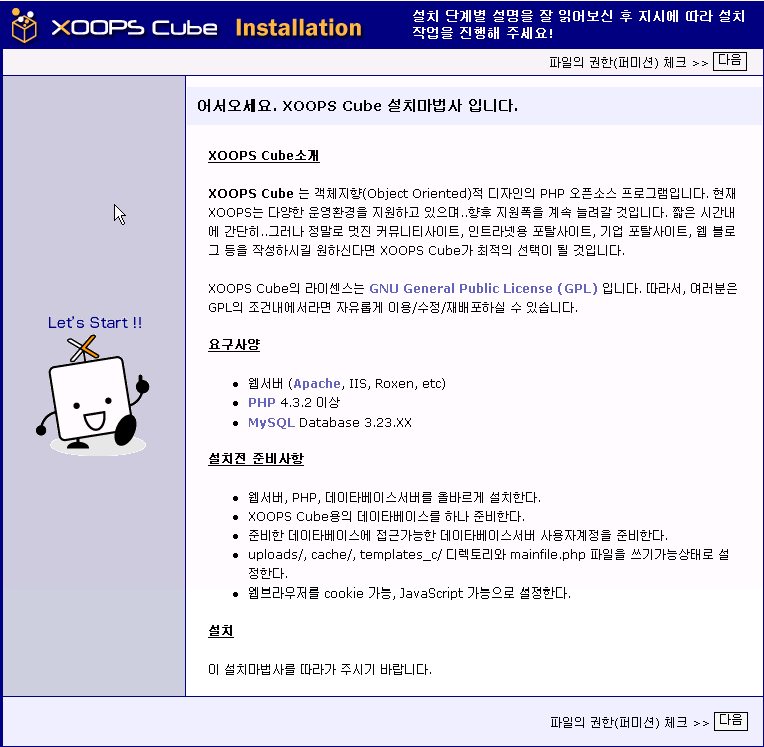 XOOPS Cube Installation
설치 단계별 설명을 잘 읽어보신 후 지시에 따라 설치
작업을 진행해 주세요!
파일의 권한(퍼미션) 체크 >> 다음
어서오세요. XOOPS Cube 설치마법사 입니다.
XOOPS Cube소개
XOOPS Cube 는 객체지향(Object Oriented)적 디자인의 PHP 오픈소스 프로그램입니다. 현재
XOOPS는 다양한 운영환경을 지원하고 있으며..향후 지원폭을 계속 늘려갈 것입니다. 짧은 시간내
에 간단히..그러나 정말로 멋진 커뮤니티사이트, 인트라넷용 포탈사이트, 기업 포탈사이트, 웹 블로
그 등을 작성하시길 원하신다면 XOOPS Cube가 최적의 선택이 될 것입니다.
XOOPS Cube의 라이센스는 GNU General Public License (GPL) 입니다. 따라서, 여러분은
GPL의 조건내에서라면 자유롭게 이용/수정/재배포하실 수 있습니다.
Let's Start !!
요구사양
웹서버 (Apache, IIS, Roxen, etc)
PHP 4.3.2 이상
MySQL Database 3.23.XX
설치전 준비사항
웹서버, PHP, 데이타베이스서버를 올바르게 설치한다.
XOOPS Cube용의 데이타베이스를 하나 준비한다.
준비한 데이타베이스에 접근가능한 데이타베이스서버 사용자계정을 준비한다.
uploads/, cache/, templates_c/ 디렉토리와 mainfile.php 파일을 쓰기가능상태로 설
정한다.
웹브라우저를 cookie 가능, JavaScript 가능으로 설정한다.
설치
이 설치마법사를 따라가 주시기 바랍니다.
파일의 권한(퍼미션) 체크 >> 다음